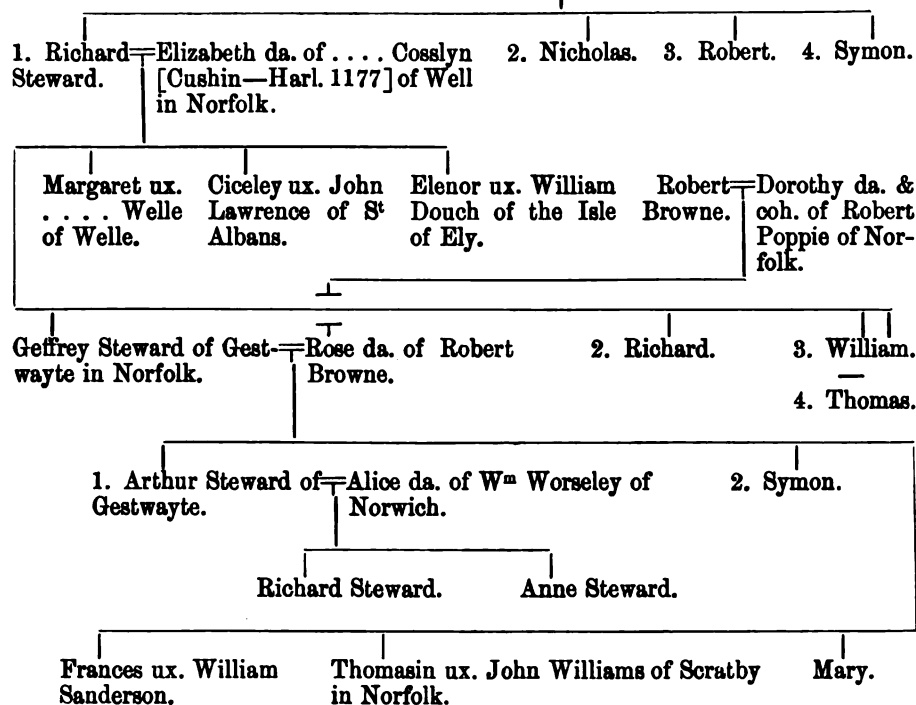 1. Richard=Elizabeth da. of . . . . Cosslyn 2. Nicholas. 3. Robert. 4. Symon.
Steward. [Cushin—Harl. 1177] of Well
in Norfolk.
Margaret ux. Ciceley ux. John Elenor ux. William Robert=Dorothy da. &
. . . . Welle Lawrence of St Douch of the Isle Browne. coh. of Robert
of Welle. Albans. of Ely. Poppie of Nor-
folk.
Geffrey Steward of Gest-=Rose da. of Robert 2. Richard. 3. William.
wayte in Norfolk. Browne.
4. Thomas.
1. Arthur Steward of=Alice da. of Wm Worseley of 2. Symon.
Gestwayte. Norwich.
Richard Steward. Anne Steward.
Frances ux. William Thomasin ux. John Williams of Scratby Mary.
Sanderson. in Norfolk.